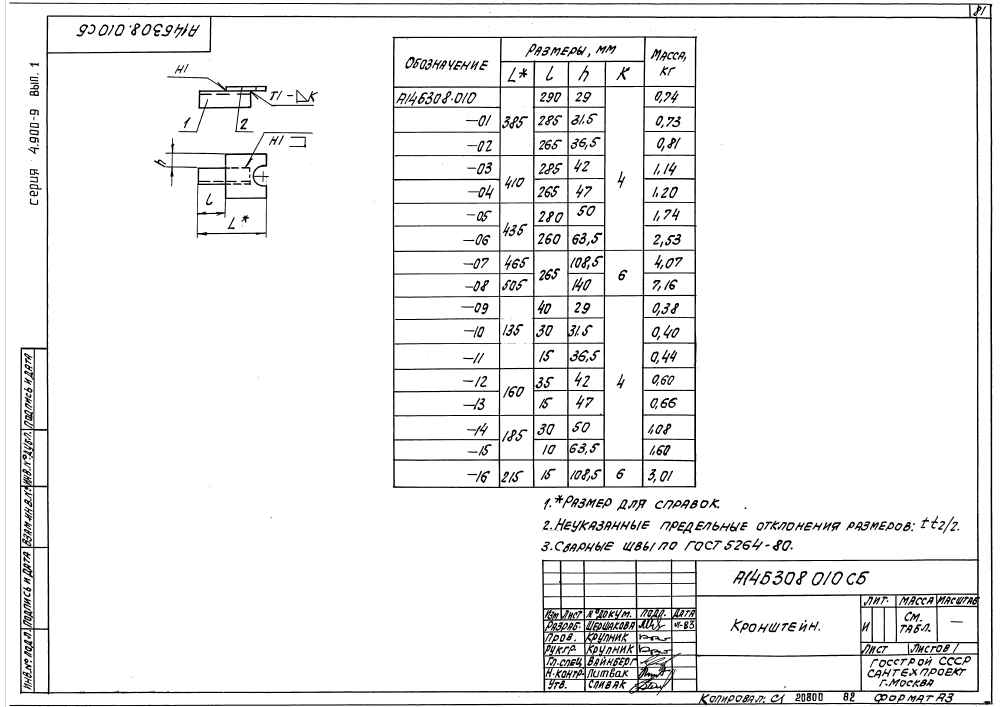 81
А14Б308.010СБ
серия 4.900-9 вып. 1
Н1
Т1 – ⊿К
1
2
Н1
h
l
L*
Обозначение
Размеры, мм
Масса, кг
L*
l
h
К
А14Б308.010
385
290
29
4
0,74
–01
285
31.5
0,73
–02
265
36,5
0,81
–03
410
285
42
1,14
–04
265
47
1,20
–05
435
280
50
1,74
–06
260
63,5
2,53
–07
465
265
108,5
6
4,07
–08
505
140
7,16
–09
135
40
29
4
0,38
–10
30
31.5
0,40
–11
15
36,5
0,44
–12
160
35
42
0,60
–13
15
47
0,66
–14
185
30
50
1,08
–15
10
63,5
1,60
–16
215
15
108,5
6
3,01
1. *Размер для справок.
2. Неуказанные предельные отклонения размеров: ± t2/2.
3. Сварные швы по ГОСТ 5264-80.
Инв.№ подл.
Подпись и дата
Взам.инв.№
Инв.№ дубл.
Подпись и дата
А14Б308 010 СБ
Кронштейн.
Лит.
Масса
Масштаб
И
См. табл.
—
Лист
Листов 1
Госстрой СССР
Сантехпроект
г. Москва
Изм
Лист
№ докум.
Подп.
Дата
Разраб.
Шершакова
VI-83
Пров.
Крупник
Рук.гр.
Крупник
Гл.спец
Вайнберг
Н.контр.
Литвак
Утв.
Сливак
Копировал: С1
20800
82
Формат А3